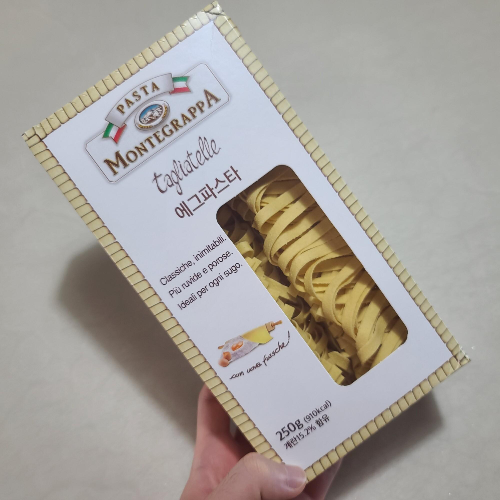 PASTA
MONTEGRAPPA
tagliatelle
에그파스타
Classiche, inimitabili.
Più ruvide e porose.
Ideali per ogni sugo.
con uova fresche!
250g (910kcal)
계란15.2% 함유